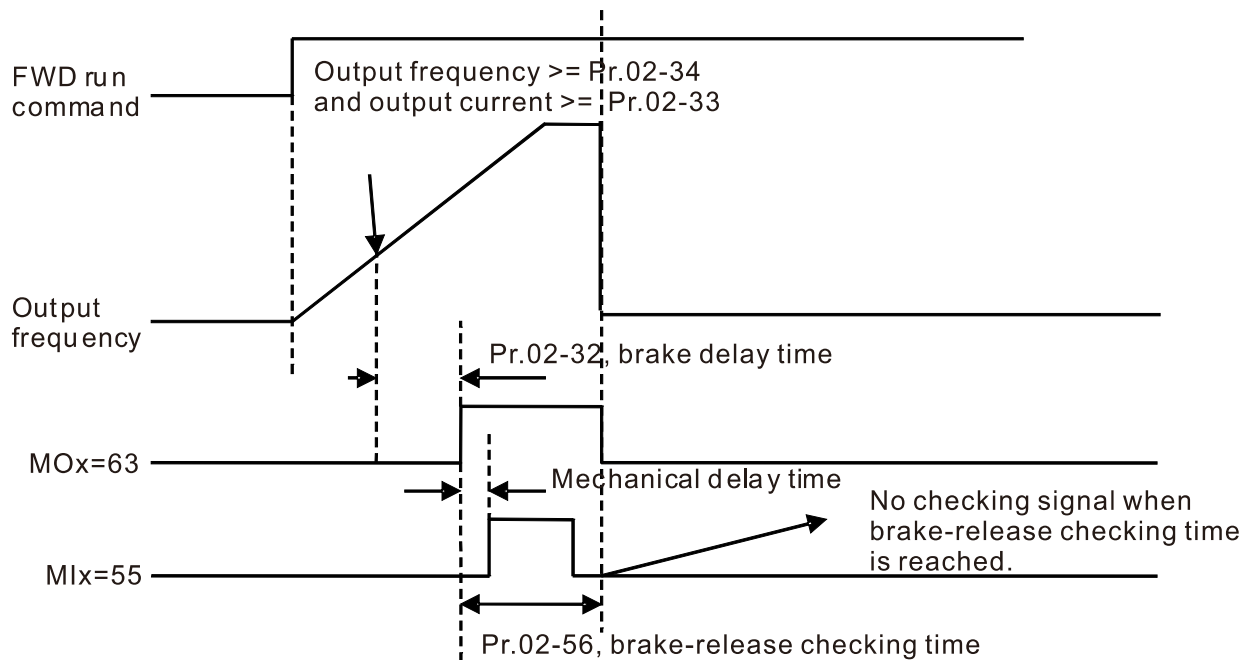 FWD run
command
Output frequency >= Pr.02-34
and output current >= Pr.02-33
Output
frequency
Pr.02-32, brake delay time
MOx=63
Mechanical delay time
No checking signal when
brake-release checking time
is reached.
MIx=55
Pr.02-56, brake-release checking time